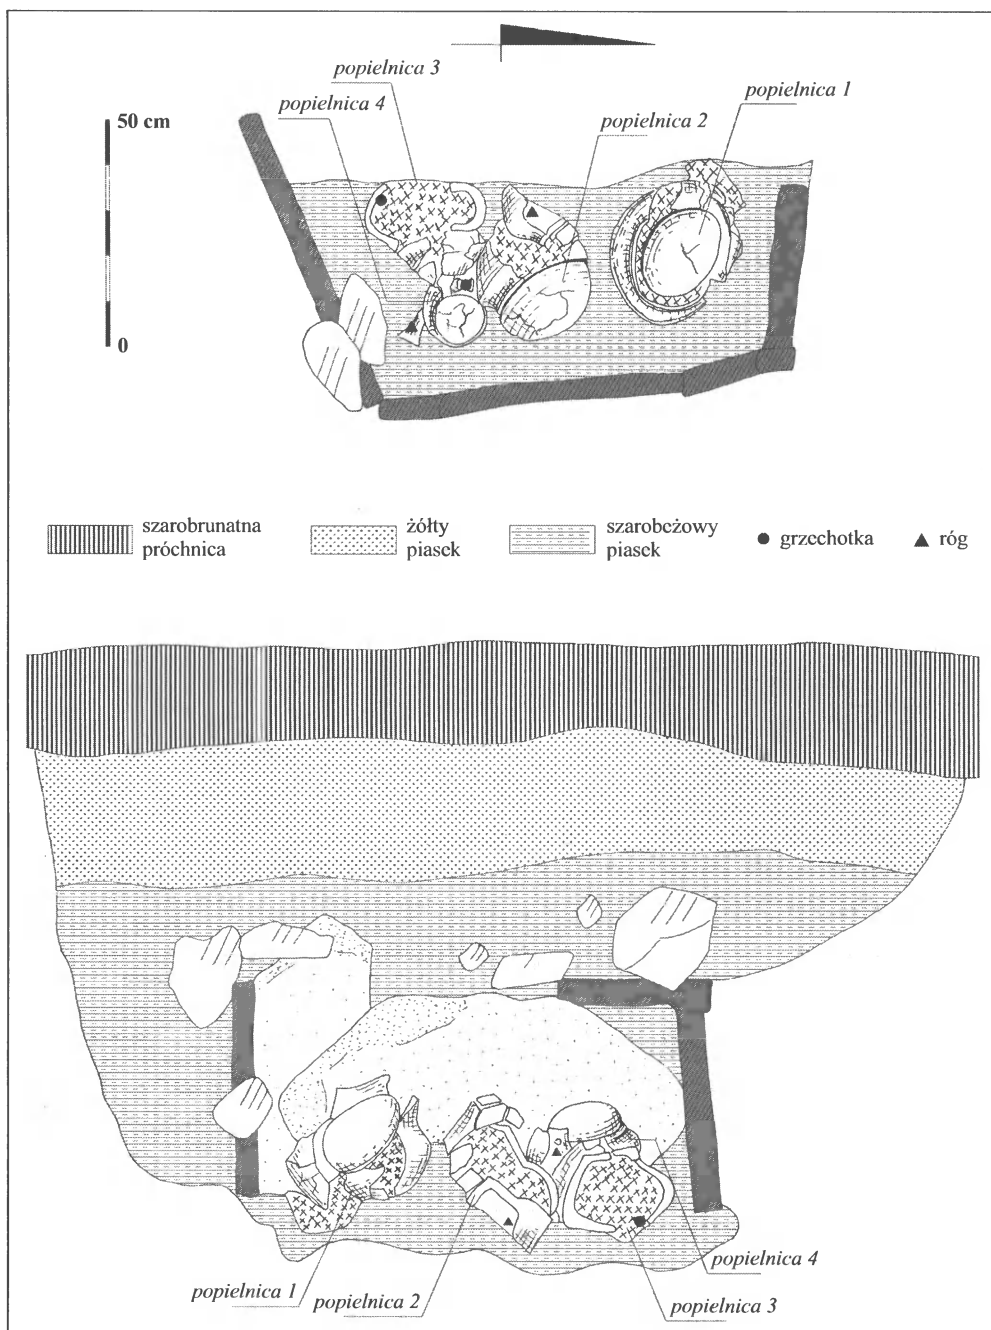 popielnica 3
popielnica 1
popielnica 4
popielnica 2
50 cm
0
szarobrunatna
próchnica
żółty
piasek
szarobeżowy
piasek
grzechotka
róg
popielnica 4
popielnica 1
popielnica 2
popielnica 3